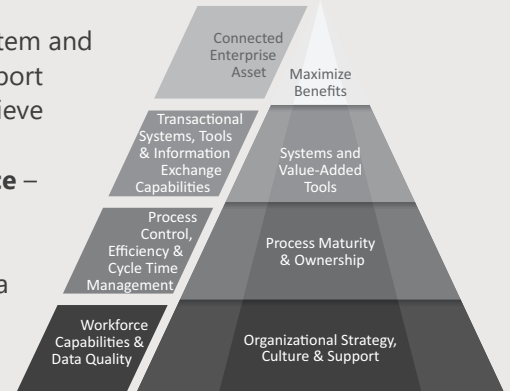 tem and
port
ieve
te –
a
Connected
Enterprise
Asset
Maximize
Benefits
Transactional
Systems, Tools
& Information
Exchange
Capabilities
Systems and
Value-Added
Tools
Process
Control,
Efficiency &
Cycle Time
Management
Process Maturity
& Ownership
Workforce
Capabilities &
Data Quality
Organizational Strategy,
Culture & Support